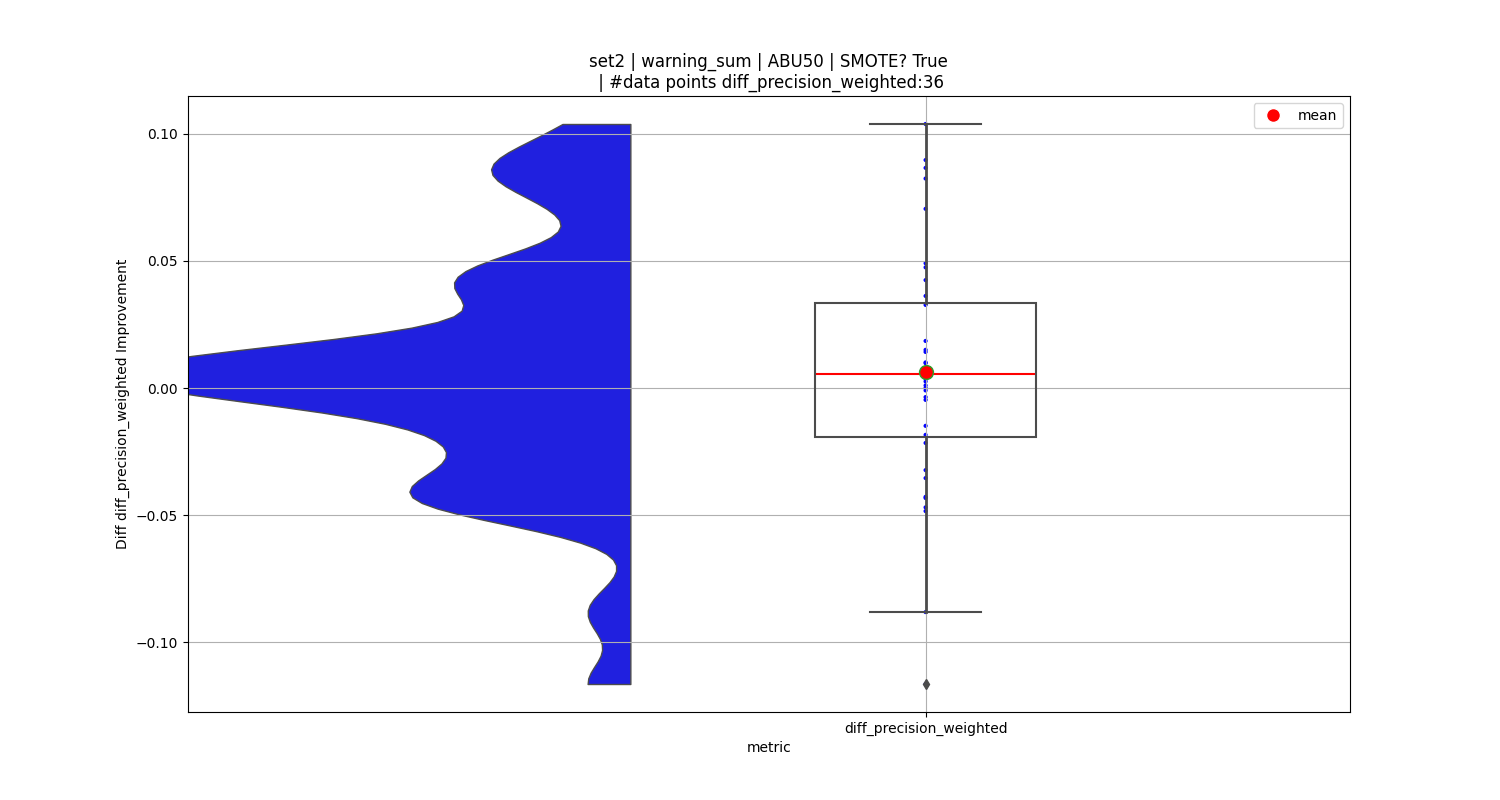 set2 | warning_sum | ABU50 | SMOTE? True
| #data points diff_precision_weighted:36
mean
0.10
0.05
0.00
−0.05
−0.10
Diff diff_precision_weighted Improvement
diff_precision_weighted
metric